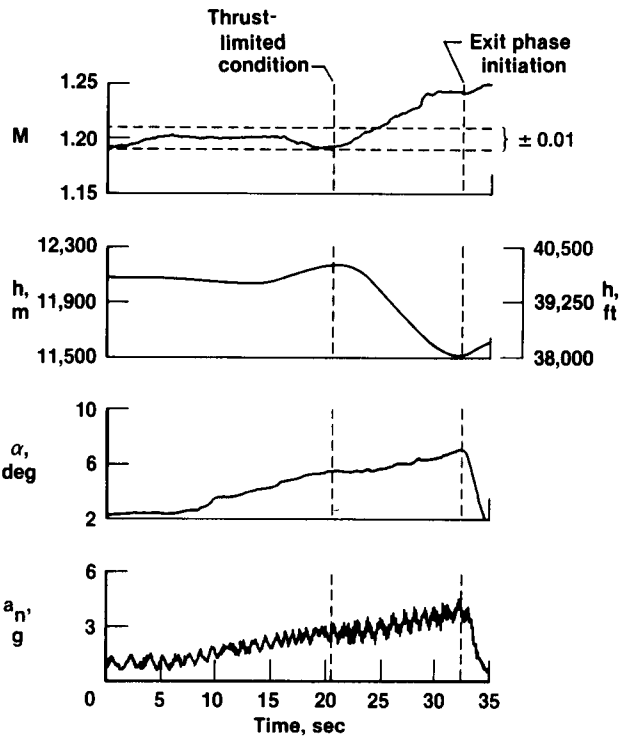 Thrust-
limited
condition
Exit phase
initiation
1.25
M 1.20
1.15
± 0.01
12,300
h, 11,900
m
11,500
40,500
39,250 h,
ft
38,000
10
α, 6
deg
2
6
an, 3
g
0 5 10 15 20 25 30 35
Time, sec